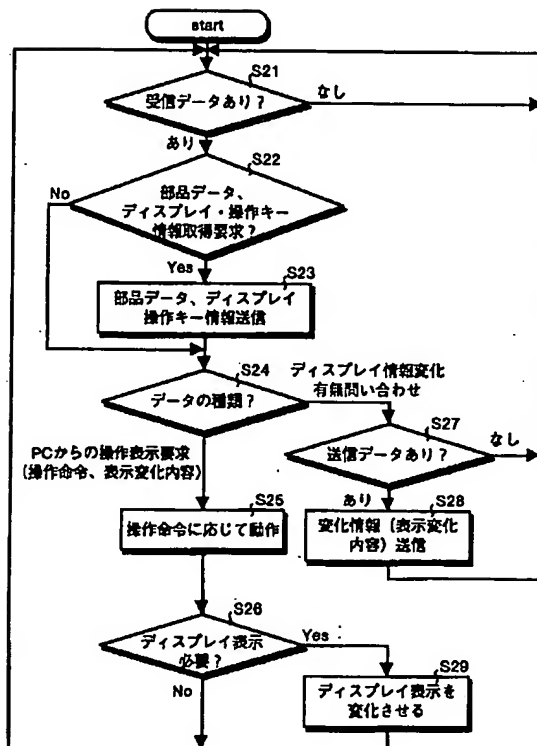 start
S21
受信データあり？
なし
あり
S22
No
部品データ、
ディスプレイ・操作キー
情報取得要求？
Yes
S23
部品データ、ディスプレイ
操作キー情報送信
S24
データの種類？
ディスプレイ情報変化
有無問い合わせ
S27
送信データあり？
なし
PCからの操作表示要求
(操作命令、表示変化内容)
S25
操作命令に応じて動作
あり
S28
変化情報（表示変化
内容）送信
S26
ディスプレイ表示
必要？
Yes
No
S29
ディスプレイ表示を
変化させる